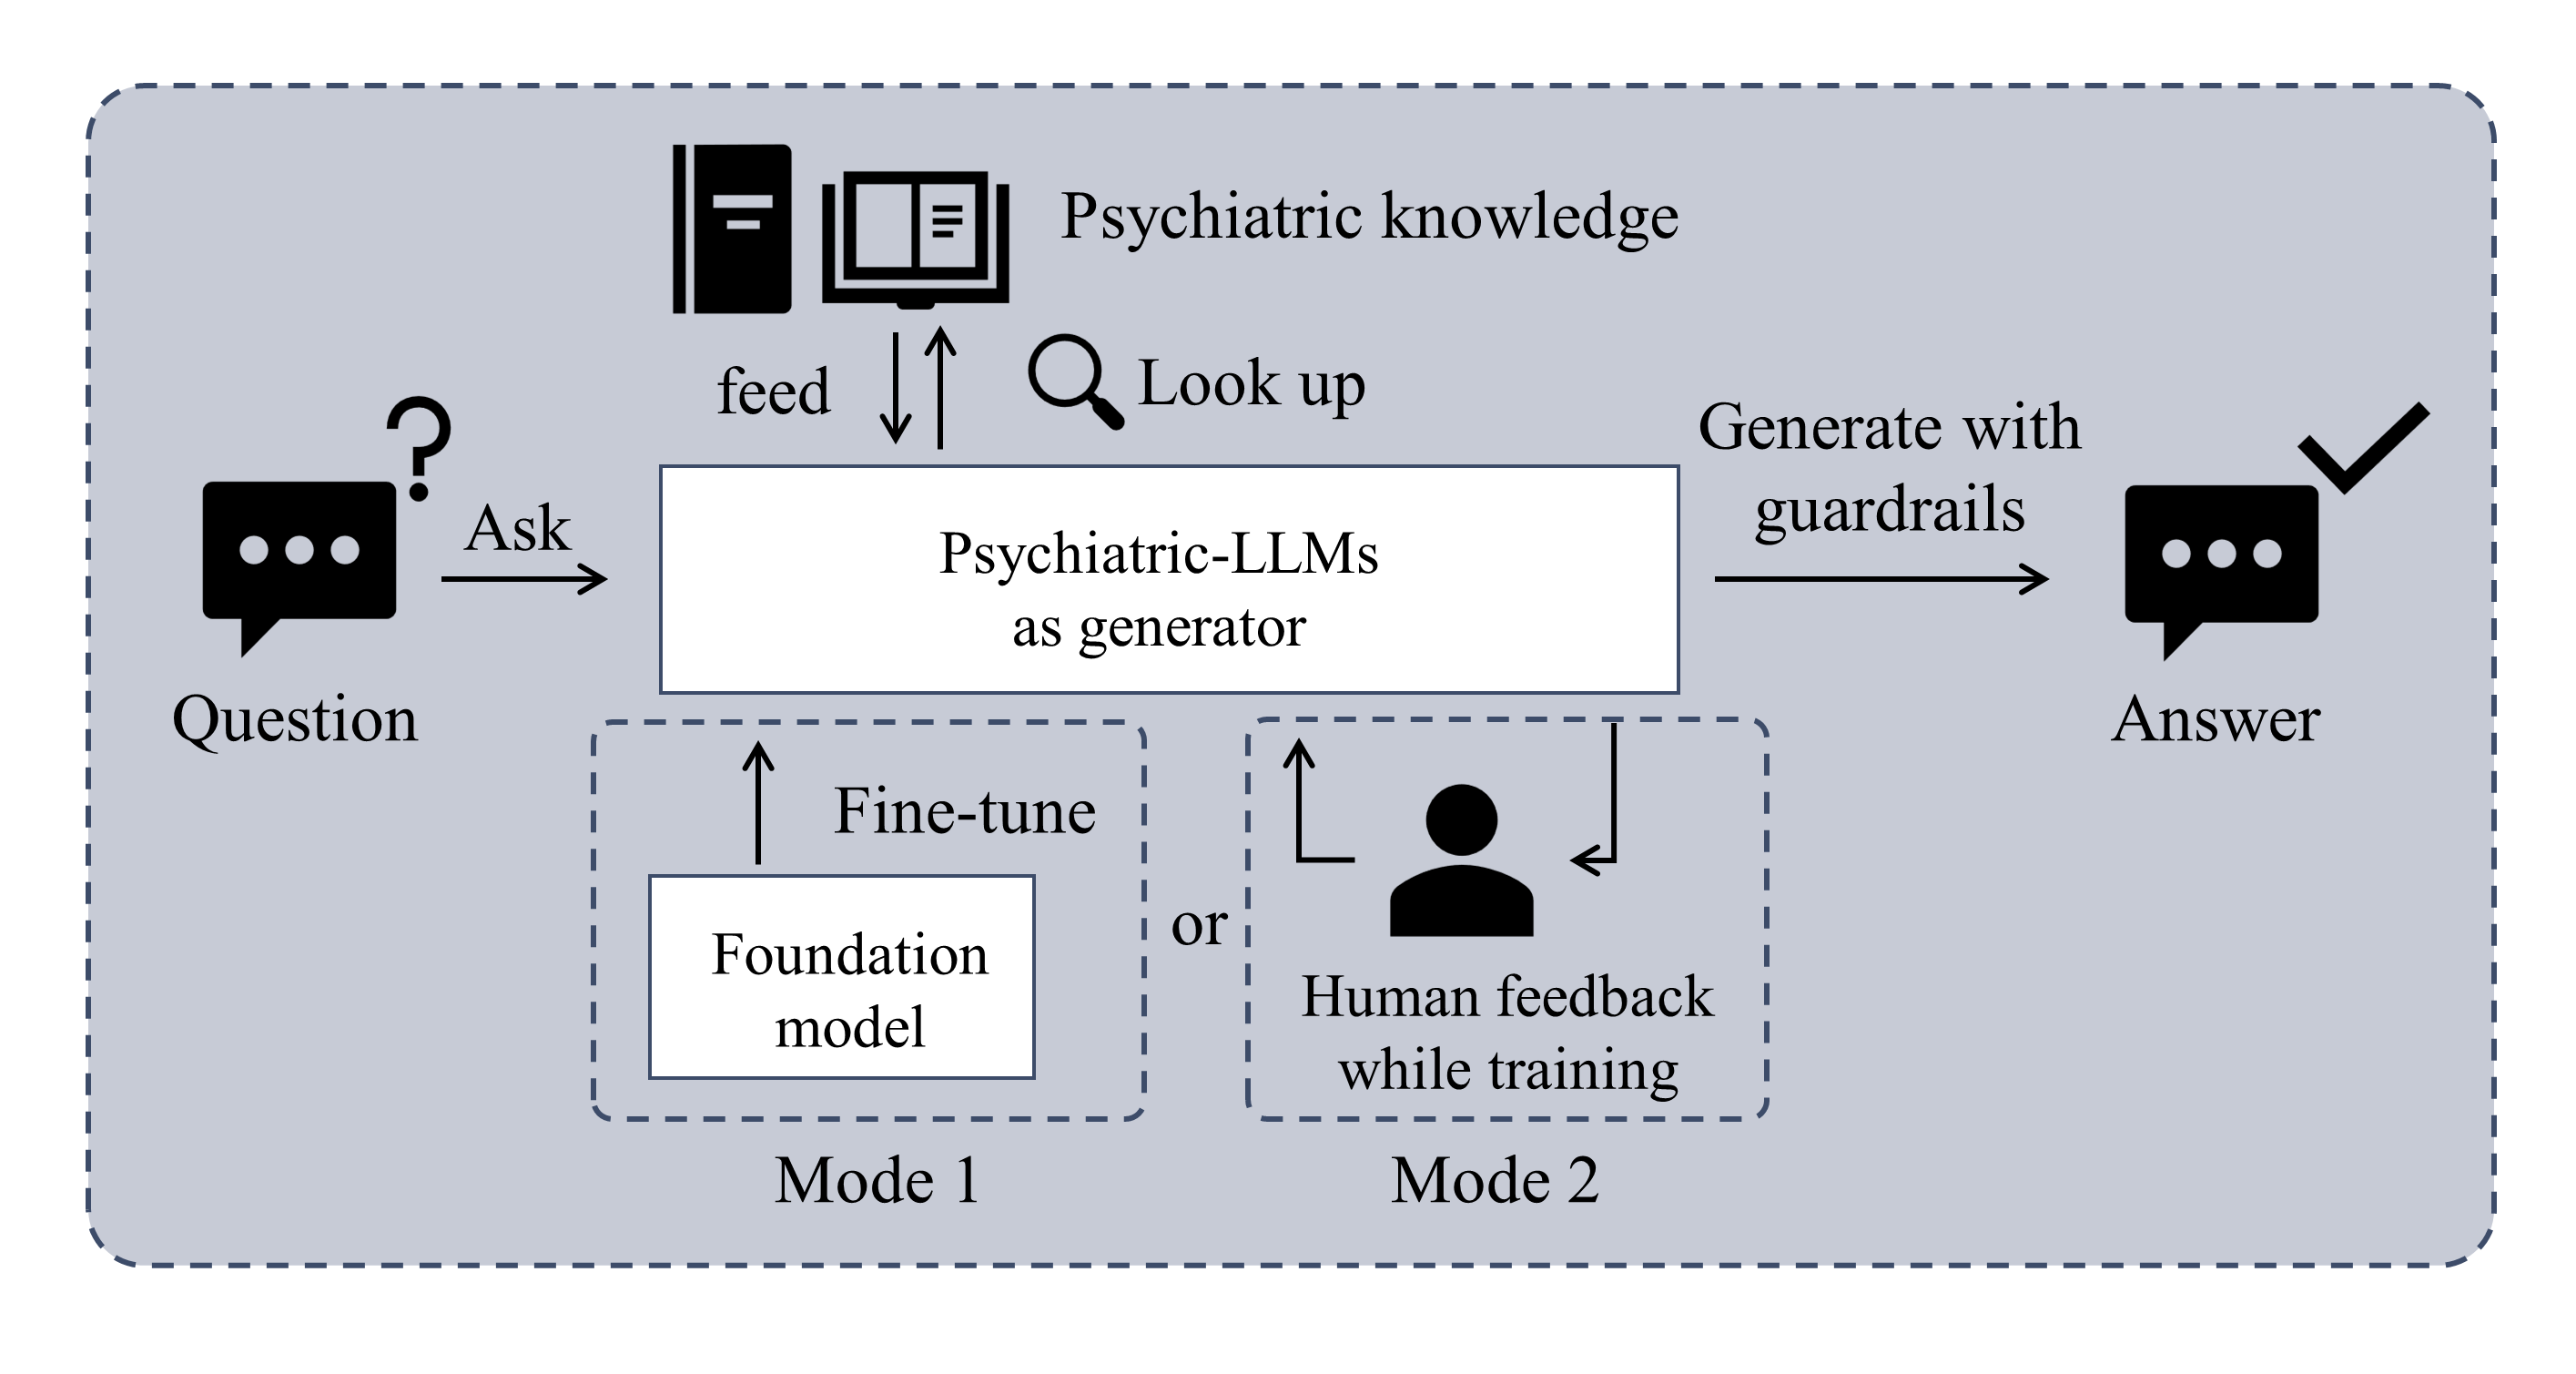 Psychiatric knowledge
feed
Look up
Ask
Question
Psychiatric-LLMs
as generator
Generate with
guardrails
Answer
Fine-tune
Foundation
model
Mode 1
or
Human feedback
while training
Mode 2